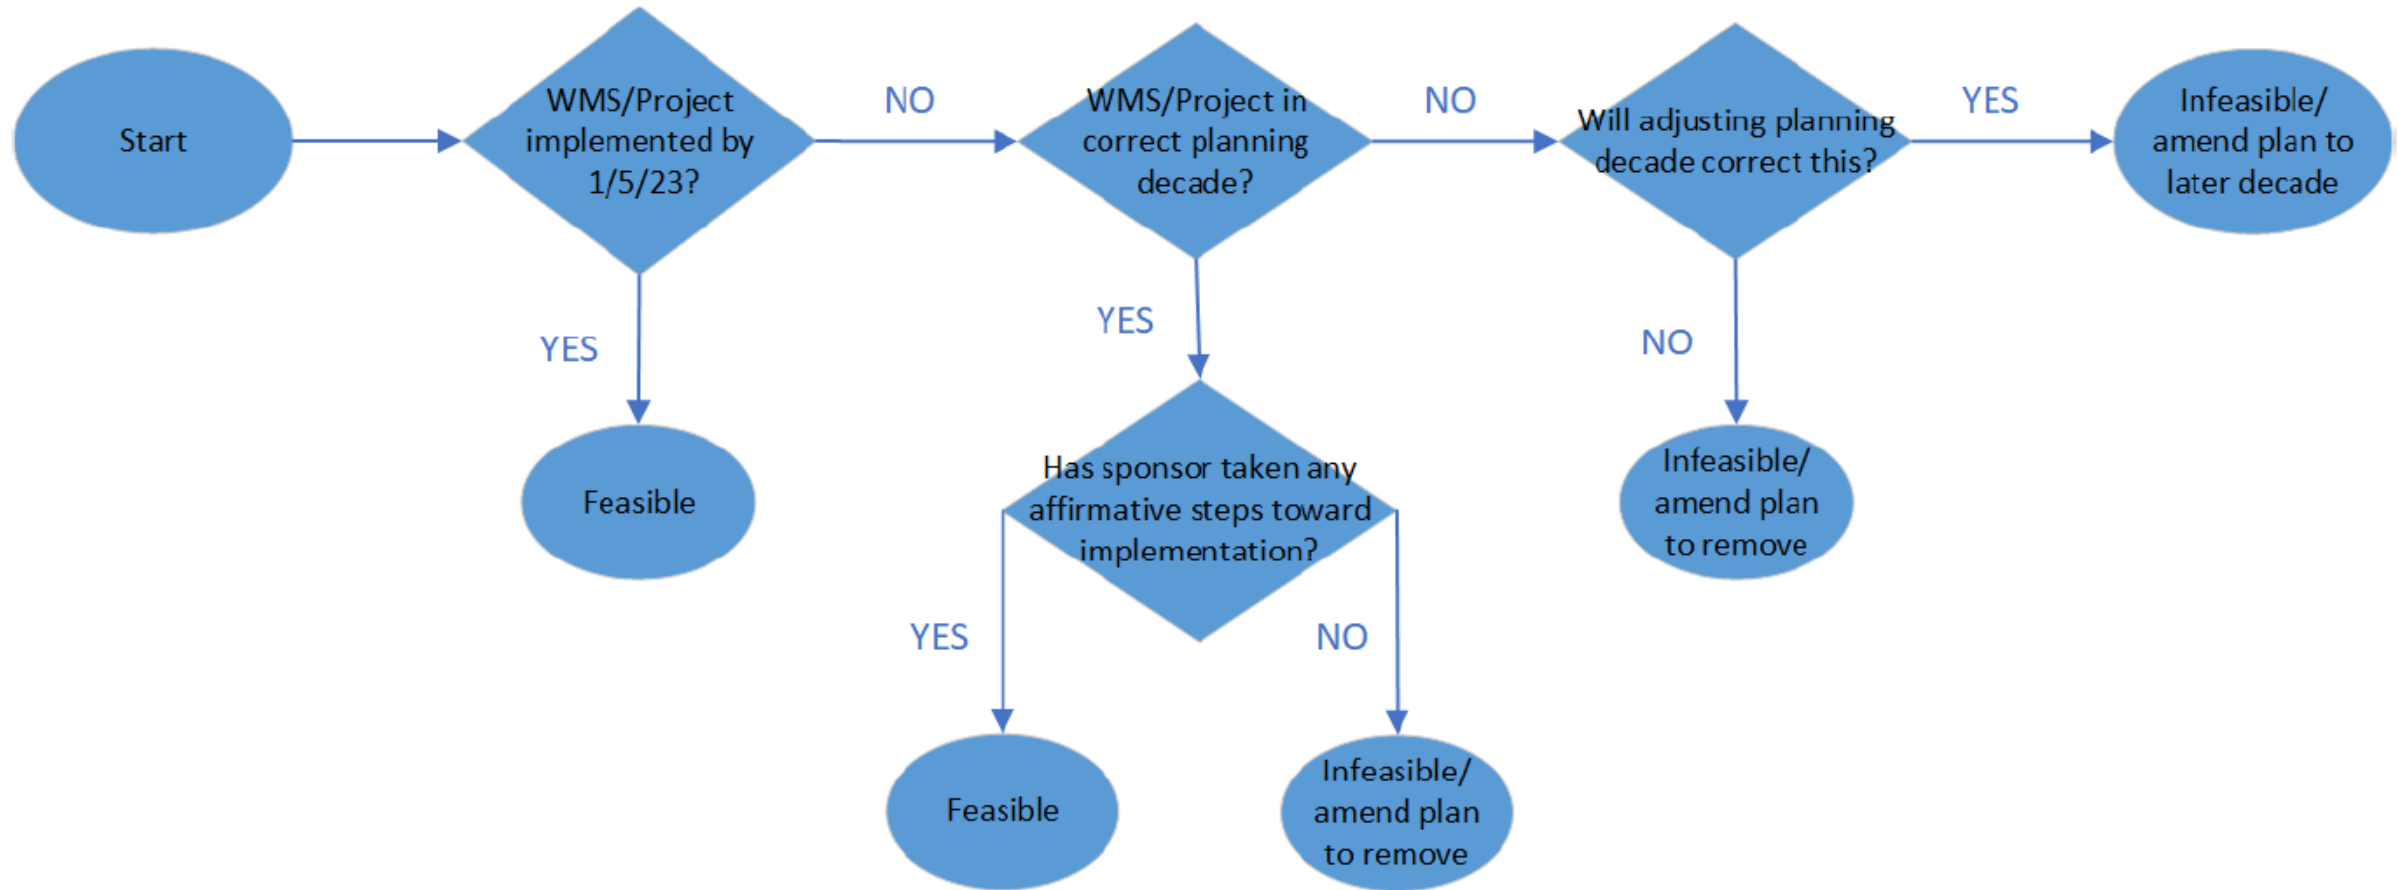 Start
WMS/Project
implemented by
1/5/23?
NO
WMS/Project in
correct planning
decade?
NO
Will adjusting planning
decade correct this?
YES
Infeasible/
amend plan to
later decade
YES
Feasible
YES
Has sponsor taken any
affirmative steps toward
implementation?
NO
Infeasible/
amend plan
to remove
YES
Feasible
NO
Infeasible/
amend plan
to remove